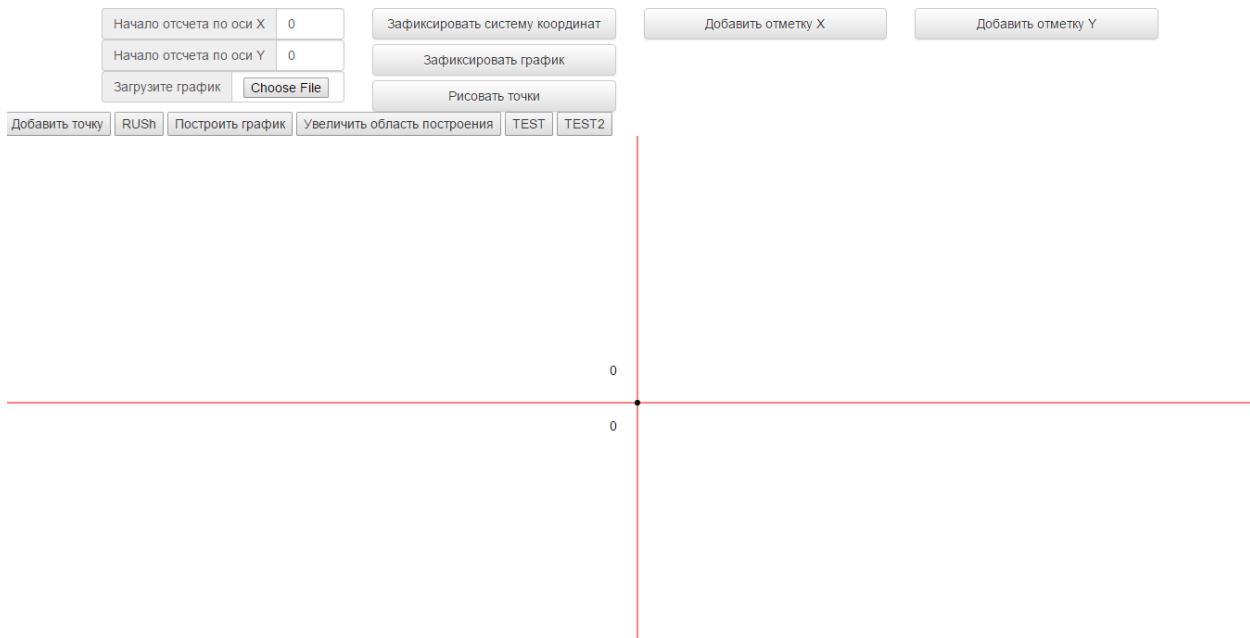 Начало отсчета по оси X 0 Зафиксировать систему координат Добавить отметку X Добавить отметку Y
Начало отсчета по оси Y 0 Зафиксировать график
Загрузите график Choose File Рисовать точки
Добавить точку RUSh Построить график Увеличить область построения TEST TEST2
0
0